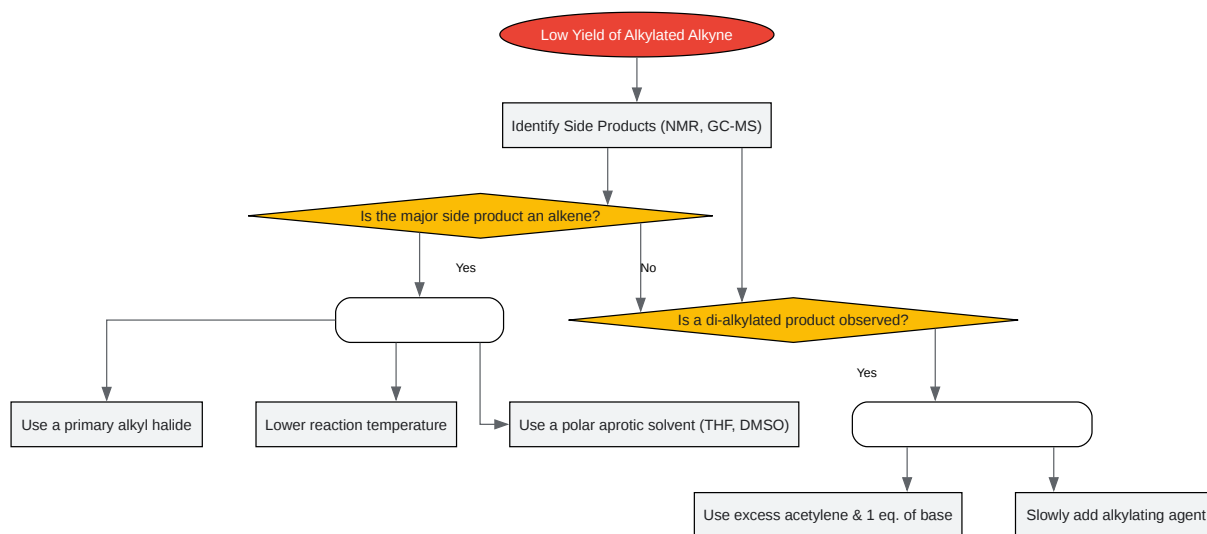 Low Yield of Alkylated Alkyne
Identify Side Products (NMR, GC-MS)
Is the major side product an alkene?
Yes
No
Is a di-alkylated product observed?
Yes
Use a primary alkyl halide
Lower reaction temperature
Use a polar aprotic solvent (THF, DMSO)
Use excess acetylene & 1 eq. of base
Slowly add alkylating agent